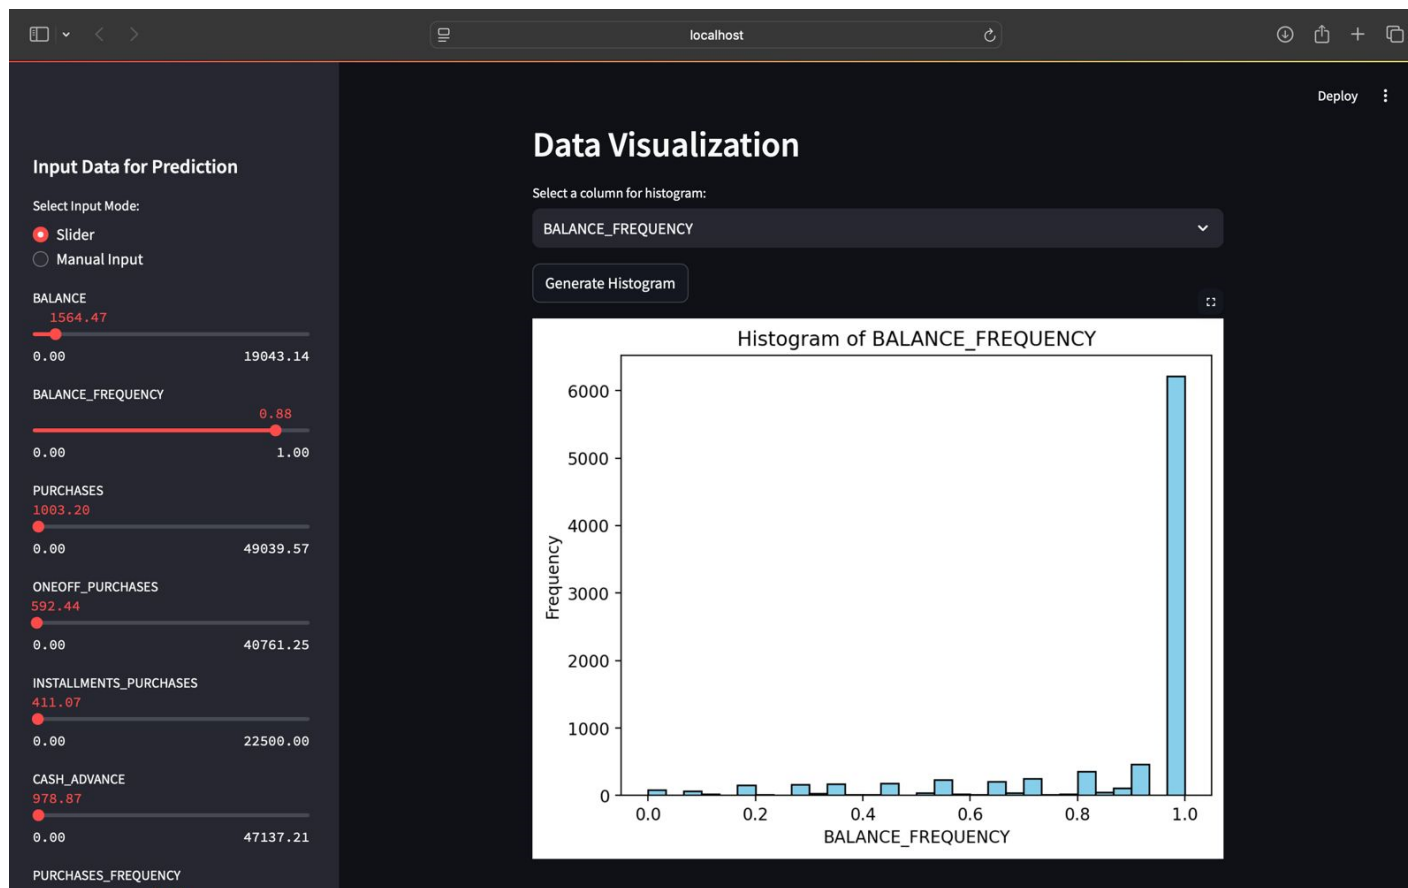 localhost
Deploy
Input Data for Prediction
Select Input Mode:
Slider
Manual Input
BALANCE
1564.47
0.00 19043.14
BALANCE_FREQUENCY
0.88
0.00 1.00
PURCHASES
1003.20
0.00 49039.57
ONEOFF_PURCHASES
592.44
0.00 40761.25
INSTALLMENTS_PURCHASES
411.07
0.00 22500.00
CASH_ADVANCE
978.87
0.00 47137.21
PURCHASES_FREQUENCY
Data Visualization
Select a column for histogram:
BALANCE_FREQUENCY
Generate Histogram
Histogram of BALANCE_FREQUENCY
Frequency
6000
5000
4000
3000
2000
1000
0
0.0 0.2 0.4 0.6 0.8 1.0
BALANCE_FREQUENCY